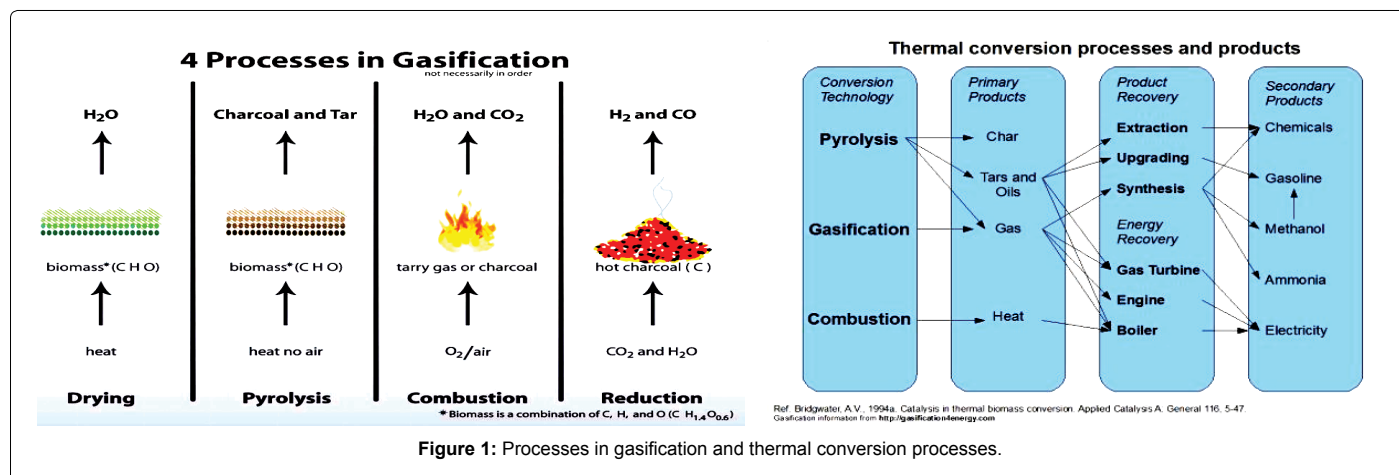 4 Processes in Gasification
not necessarily in order
H₂O
Charcoal and Tar
H₂O and CO₂
H₂ and CO
biomass*(C H O)
biomass*(C H O)
tarry gas or charcoal
hot charcoal ( C )
heat
heat no air
O₂/air
CO₂ and H₂O
Drying
Pyrolysis
Combustion
Reduction
* Biomass is a combination of C, H, and O (C H₁.₄O₀.₆)
Thermal conversion processes and products
Conversion
Technology
Pyrolysis
Gasification
Combustion
Primary
Products
Char
Tars and
Oils
Gas
Heat
Product
Recovery
Extraction
Upgrading
Synthesis
Energy
Recovery
Gas Turbine
Engine
Boiler
Secondary
Products
Chemicals
Gasoline
Methanol
Ammonia
Electricity
Ref. Bridgwater, A.V., 1994a. Catalysis in thermal biomass conversion. Applied Catalysis A. General 116, 5-47.
Gasification information from http://gasification4energy.com
Figure 1: Processes in gasification and thermal conversion processes.